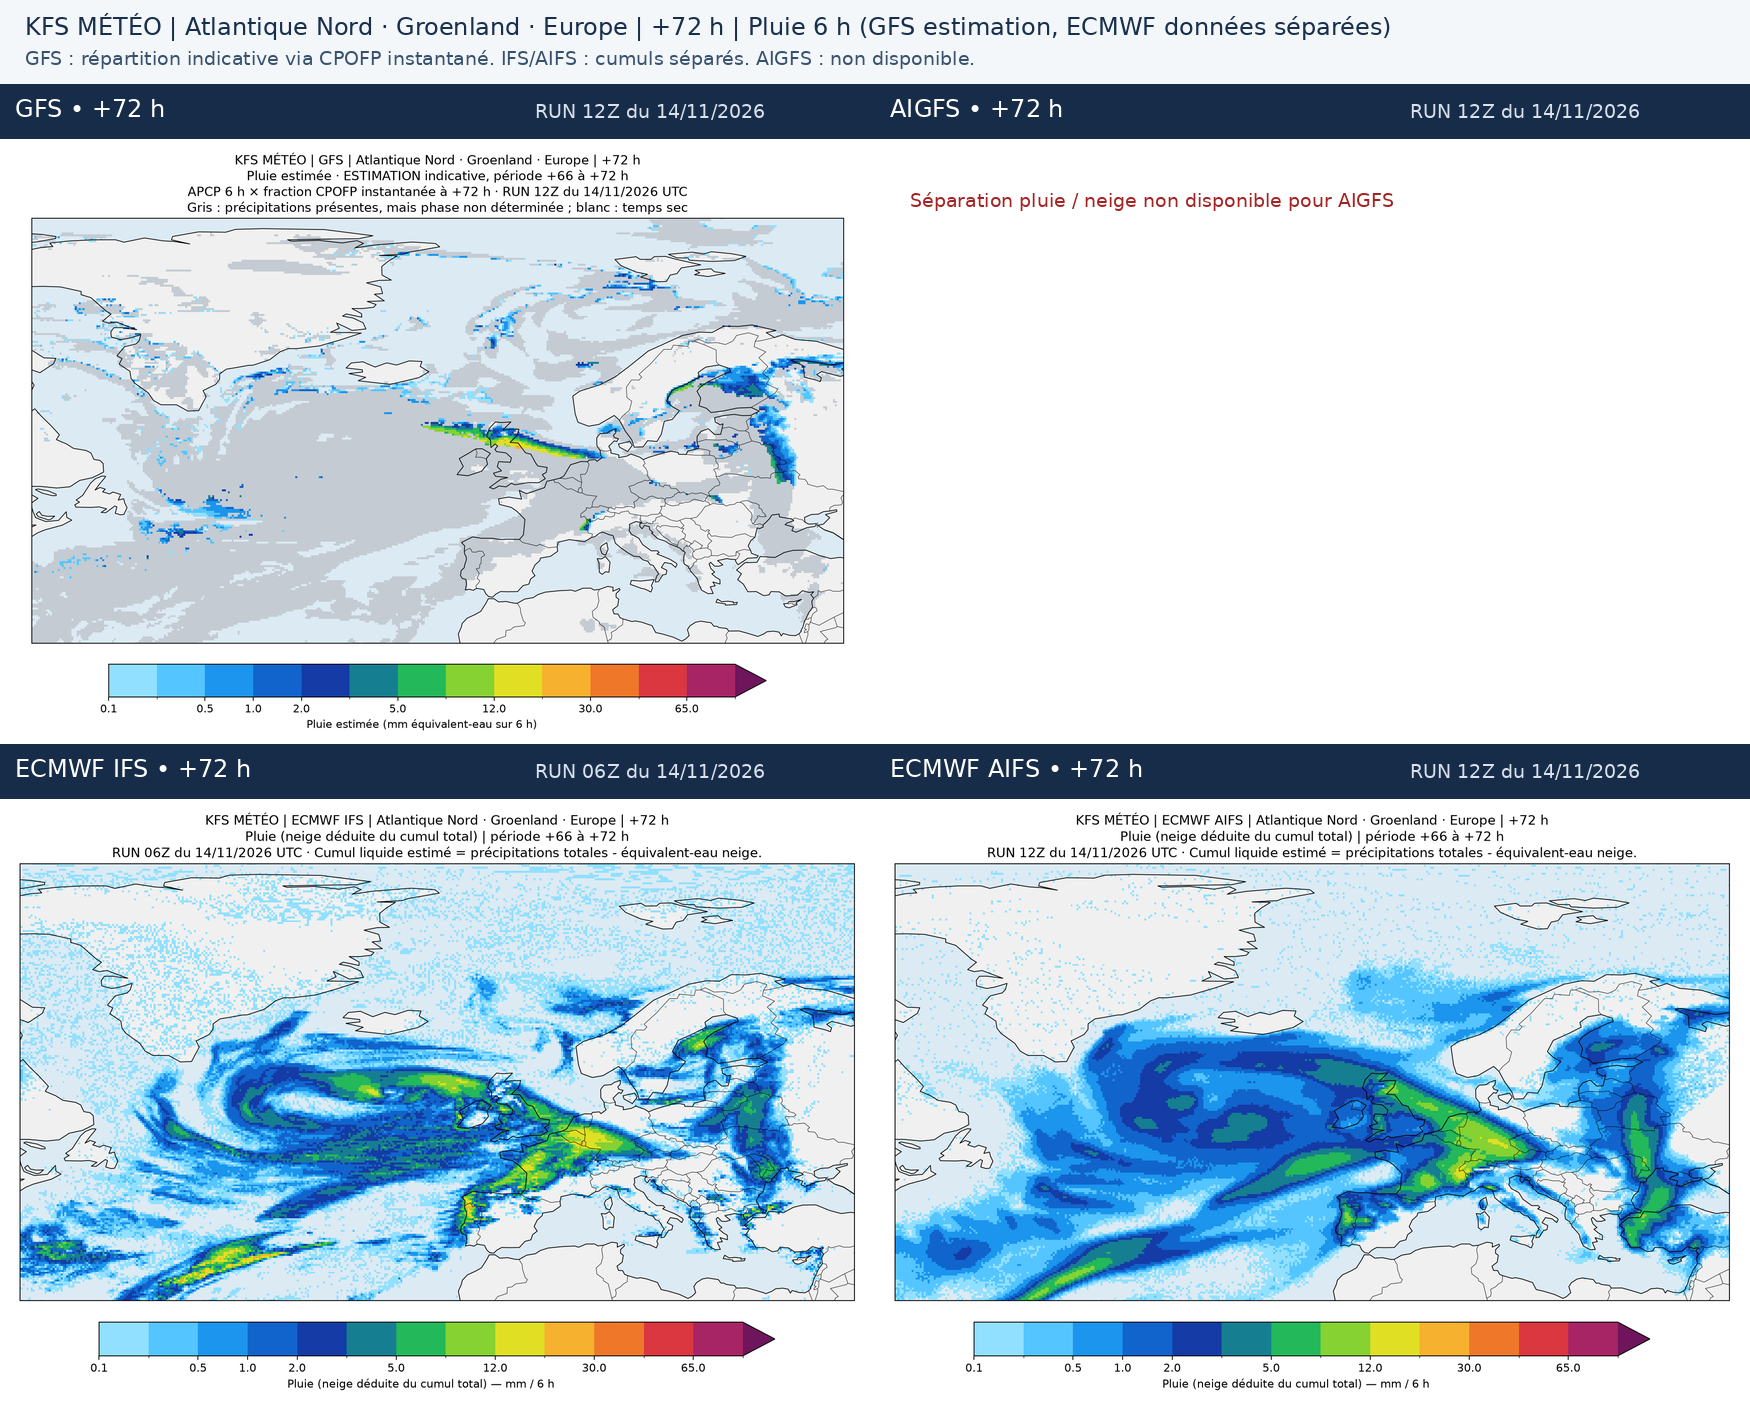 KFS MÉTÉO | Atlantique Nord · Groenland · Europe | +72 h | Pluie 6 h (GFS estimation, ECMWF données séparées)
GFS : répartition indicative via CPOFP instantané. IFS/AIFS : cumuls séparés. AIGFS : non disponible.
GFS • +72 h RUN 12Z du 14/11/2026
AIGFS • +72 h RUN 12Z du 14/11/2026
KFS MÉTÉO | GFS | Atlantique Nord · Groenland · Europe | +72 h
Pluie estimée · ESTIMATION indicative, période +66 à +72 h
APCP 6 h × fraction CPOFP instantanée à +72 h · RUN 12Z du 14/11/2026 UTC
Gris : précipitations présentes, mais phase non déterminée ; blanc : temps sec
Séparation pluie / neige non disponible pour AIGFS
0.1 0.5 1.0 2.0 5.0 12.0 30.0 65.0
Pluie estimée (mm équivalent-eau sur 6 h)
ECMWF IFS • +72 h RUN 06Z du 14/11/2026
ECMWF AIFS • +72 h RUN 12Z du 14/11/2026
KFS MÉTÉO | ECMWF IFS | Atlantique Nord · Groenland · Europe | +72 h
Pluie (neige déduite du cumul total) | période +66 à +72 h
RUN 06Z du 14/11/2026 UTC · Cumul liquide estimé = précipitations totales - équivalent-eau neige.
0.1 0.5 1.0 2.0 5.0 12.0 30.0 65.0
Pluie (neige déduite du cumul total) — mm / 6 h
KFS MÉTÉO | ECMWF AIFS | Atlantique Nord · Groenland · Europe | +72 h
Pluie (neige déduite du cumul total) | période +66 à +72 h
RUN 12Z du 14/11/2026 UTC · Cumul liquide estimé = précipitations totales - équivalent-eau neige.
0.1 0.5 1.0 2.0 5.0 12.0 30.0 65.0
Pluie (neige déduite du cumul total) — mm / 6 h